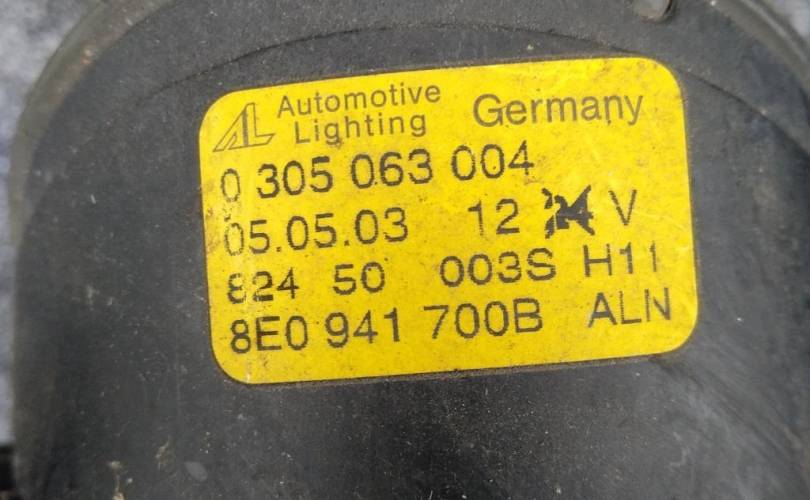 AL Automotive Lighting Germany
0 305 063 004
05.05.03 12 24 V
824 50 003S H11
8E0 941 700B ALN